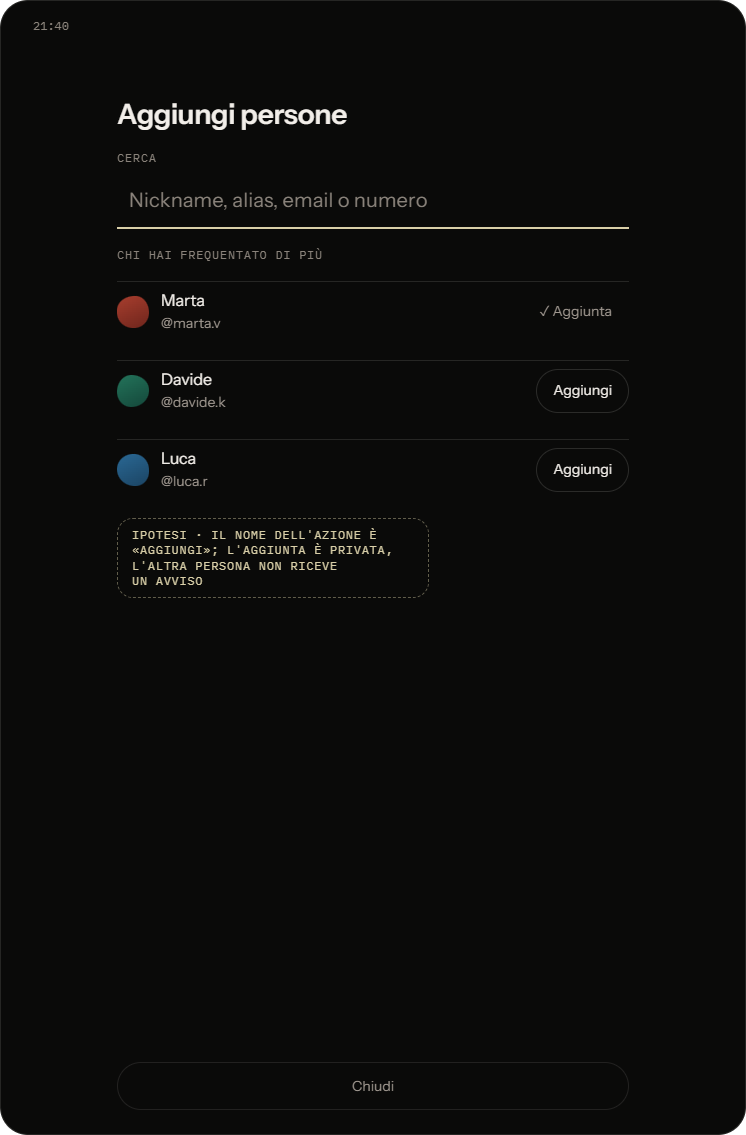 21:40
Aggiungi persone
CERCA
Nickname, alias, email o numero
CHI HAI FREQUENTATO DI PIÙ
Marta
✓ Aggiunta
@marta.v
Davide
Aggiungi
@davide.k
Luca
Aggiungi
@luca.r
IPOTESI · IL NOME DELL'AZIONE È
«AGGIUNGI»; L'AGGIUNTA È PRIVATA,
L'ALTRA PERSONA NON RICEVE
UN AVVISO
Chiudi